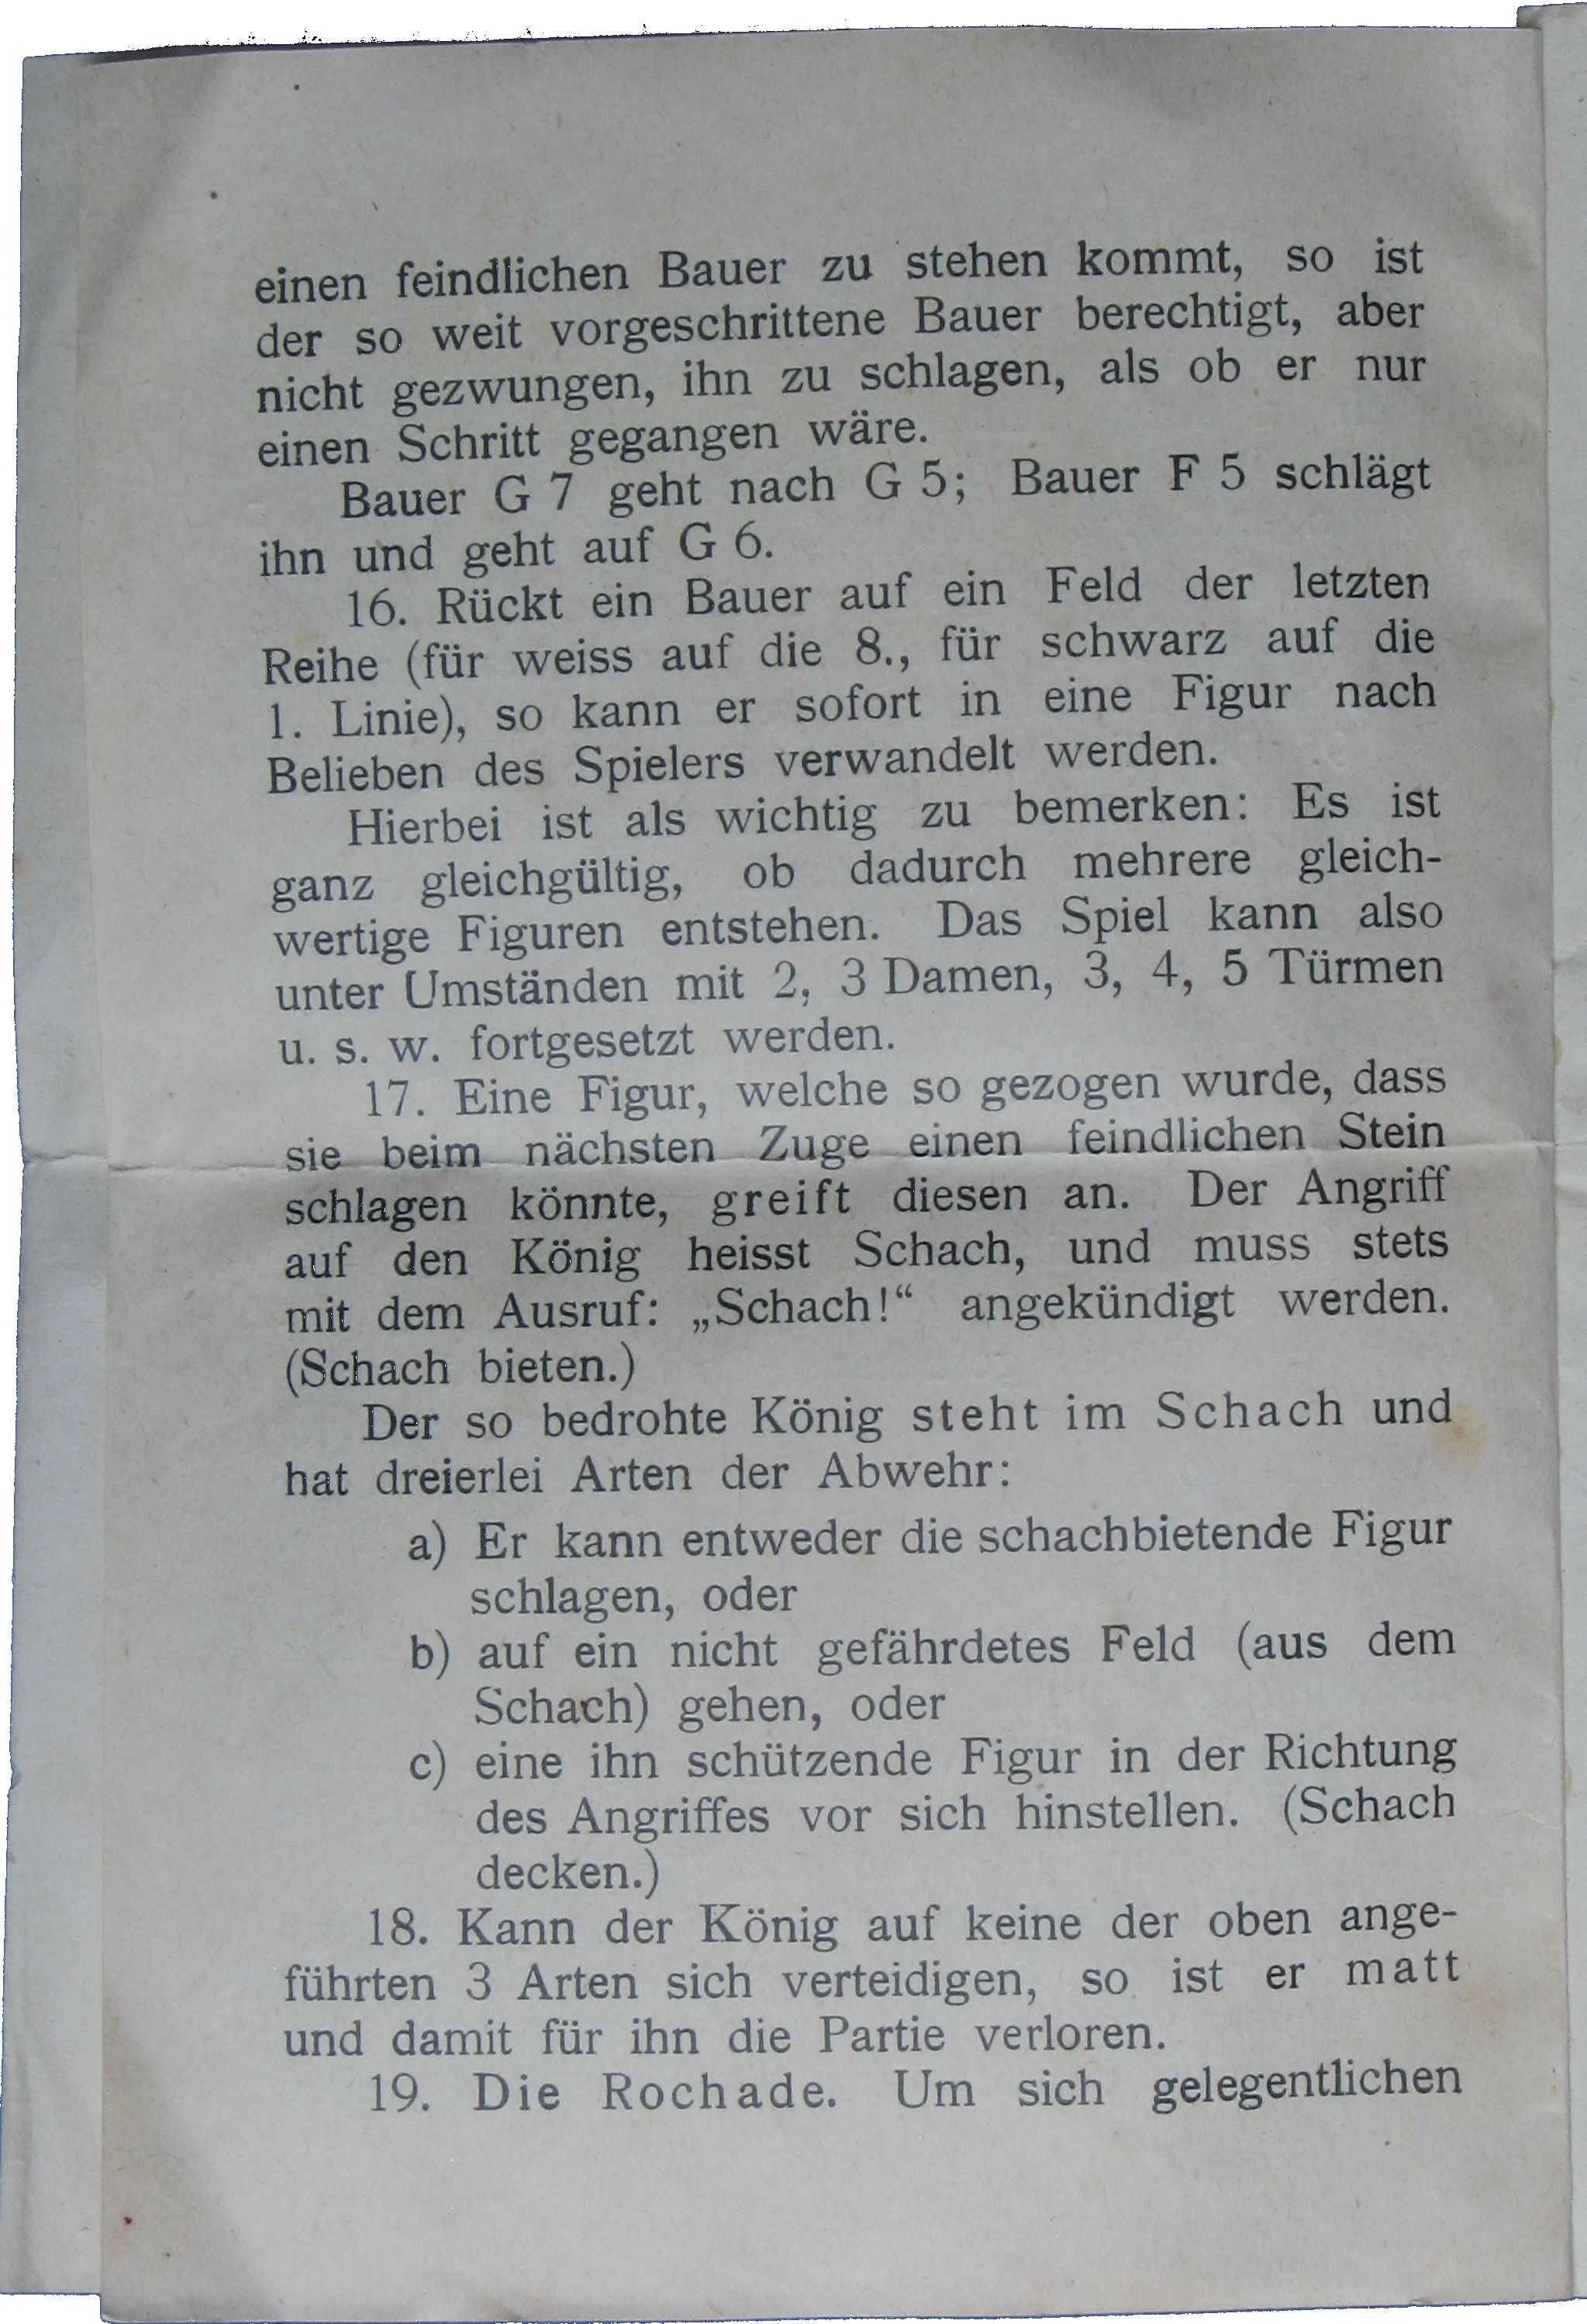 einen feindlichen Bauer zu stehen kommt, so ist
der so weit vorgeschrittene Bauer berechtigt, aber
nicht gezwungen, ihn zu schlagen, als ob er nur
einen Schritt gegangen wäre.
Bauer G 7 geht nach G 5; Bauer F 5 schlägt
ihn und geht auf G 6.
16. Rückt ein Bauer auf ein Feld der letzten
Reihe (für weiss auf die 8., für schwarz auf die
1. Linie), so kann er sofort in eine Figur nach
Belieben des Spielers verwandelt werden.
Hierbei ist als wichtig zu bemerken: Es ist
ganz gleichgültig, ob dadurch mehrere gleich-
wertige Figuren entstehen. Das Spiel kann also
unter Umständen mit 2, 3 Damen, 3, 4, 5 Türmen
u. s. w. fortgesetzt werden.
17. Eine Figur, welche so gezogen wurde, dass
sie beim nächsten Zuge einen feindlichen Stein
schlagen könnte, greift diesen an. Der Angriff
auf den König heisst Schach, und muss stets
mit dem Ausruf: „Schach!“ angekündigt werden.
(Schach bieten.)
Der so bedrohte König steht im Schach und
hat dreierlei Arten der Abwehr:
a) Er kann entweder die schachbietende Figur
schlagen, oder
b) auf ein nicht gefährdetes Feld (aus dem
Schach) gehen, oder
c) eine ihn schützende Figur in der Richtung
des Angriffes vor sich hinstellen. (Schach
decken.)
18. Kann der König auf keine der oben ange-
führten 3 Arten sich verteidigen, so ist er matt
und damit für ihn die Partie verloren.
19. Die Rochade. Um sich gelegentlichen